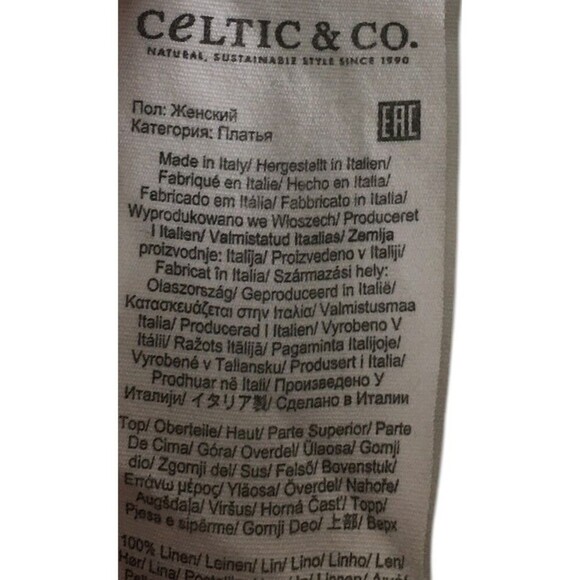 CeLTIC & CO.
NATURAL, SUSTAINABLE STYLE SINCE 1990
Пол: Женский
Категория: Платья
EAC
Made in Italy/ Hergestellt in Italien/
Fabriqué en Italie/ Hecho en Italia/
Fabricado em Itália/ Fabbricato in Italia/
Wyprodukowano we Włoszech/ Produceret
I Italien/ Valmistatud Itaalias/ Zemlja
proizvodnje: Italija/ Proizvedeno v Italiji/
Fabricat în Italia/ Származási hely:
Olaszország/ Geproduceerd in Italië/
Κατασκευάζεται στην Ιταλία/ Valmistusmaa
Italia/ Producerad I Italien/ Vyrobeno V
Itálii/ Ražots Itālijā/ Pagaminta Italijoje/
Vyrobené v Taliansku/ Produsert i Italia/
Prodhuar në Itali/ Произведено У
Италији/ イタリア製/ Сделано в Италии
Top/ Oberteile/ Haut/ Parte Superior/ Parte
De Cima/ Góra/ Overdel/ Ülaosa/ Gornji
dio/ Zgornji del/ Sus/ Felső/ Bovenstuk/
Επάνω μέρος/ Yläosa/ Överdel/ Nahoře/
Augšdaļa/ Viršus/ Horná Časť/ Topp/
Pjesa e sipërme/ Gornji Deo/ 上部/ Верх
100% Linen/ Leinen/ Lin/ Lino/ Linho/ Len/
Hør/ Lina/